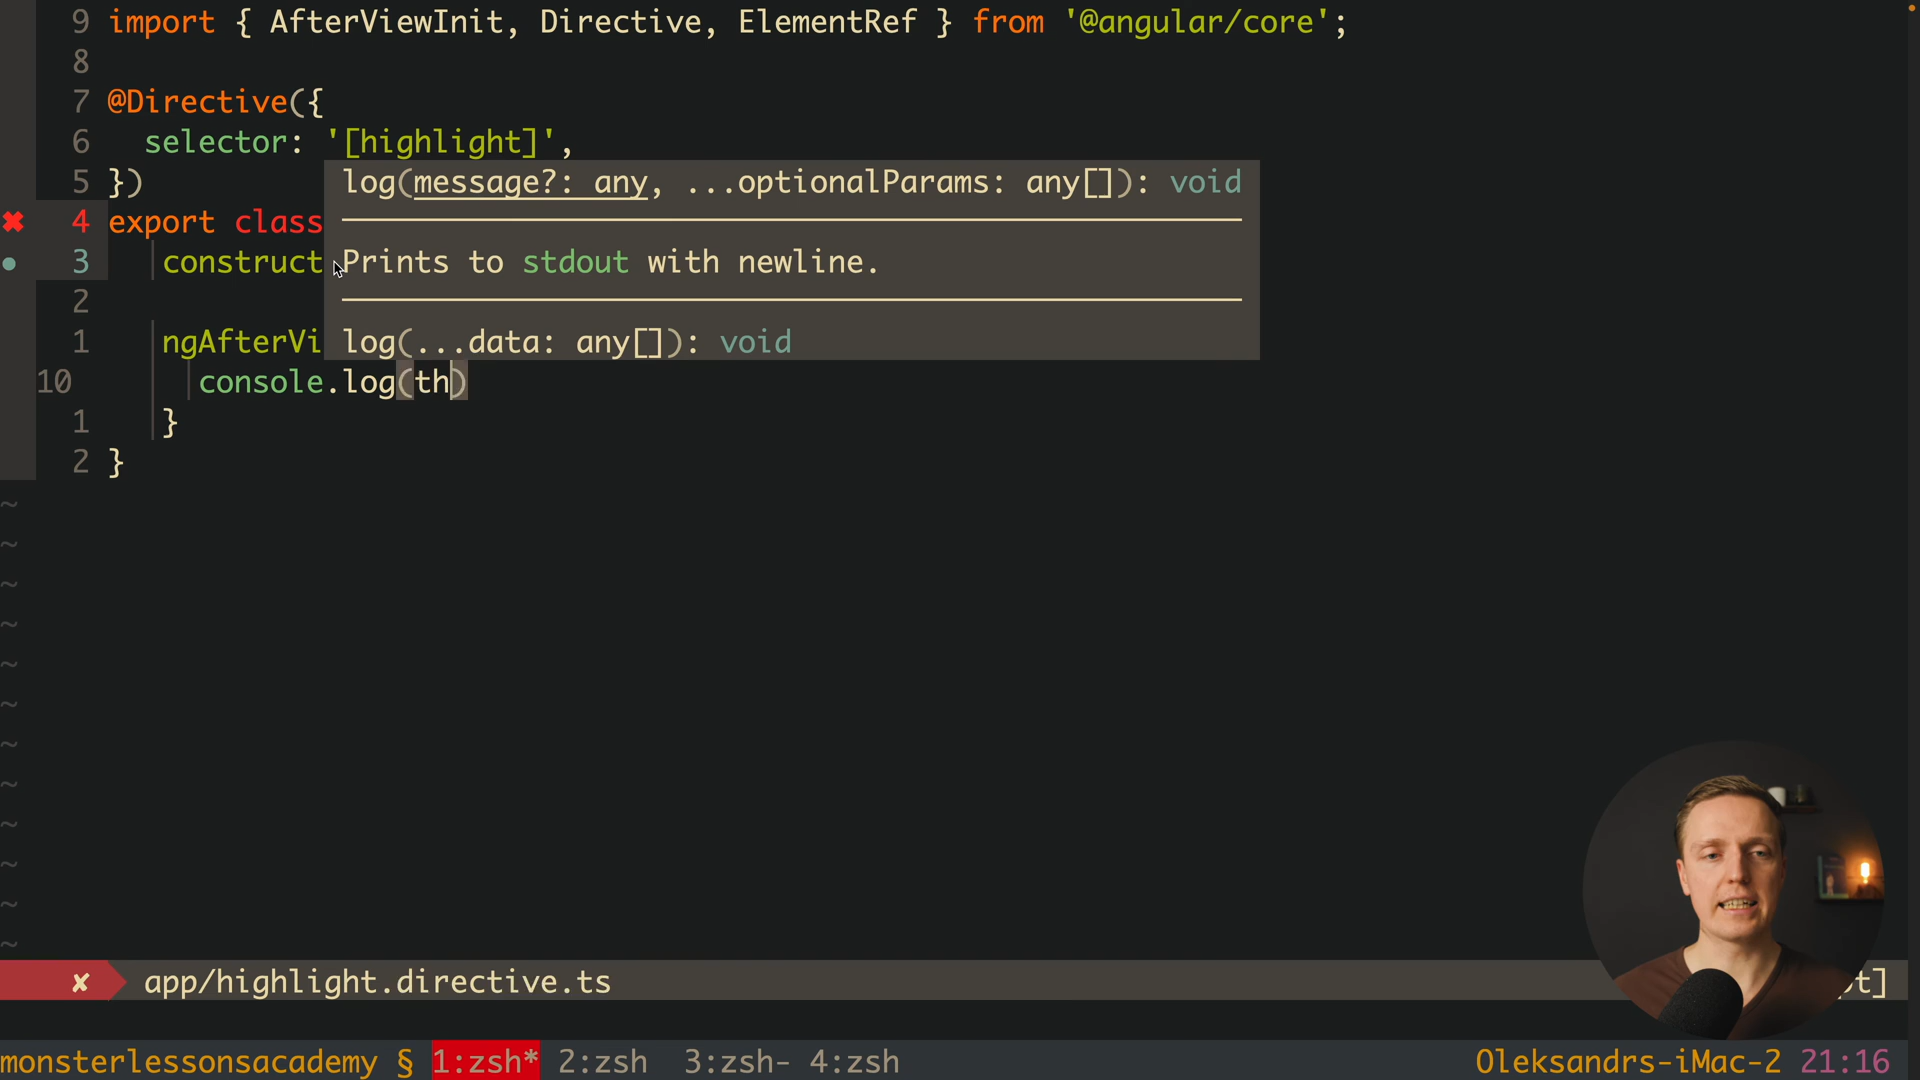 9 import { AfterViewInit, Directive, ElementRef } from '@angular/core';
8
7 @Directive({
6 selector: '[highlight]',
5 })
log(message?: any, ...optionalParams: any[]): void
✖ 4 export class
3 construct
Prints to stdout with newline.
2
1 ngAfterVi
log(...data: any[]): void
10 console.log(th)
1 }
2 }
~
~
~
~
~
~
~
~
~
~
~
~
✘ app/highlight.directive.ts
t]
monsterlessonsacademy § 1:zsh* 2:zsh 3:zsh- 4:zsh
Oleksandrs-iMac-2 21:16